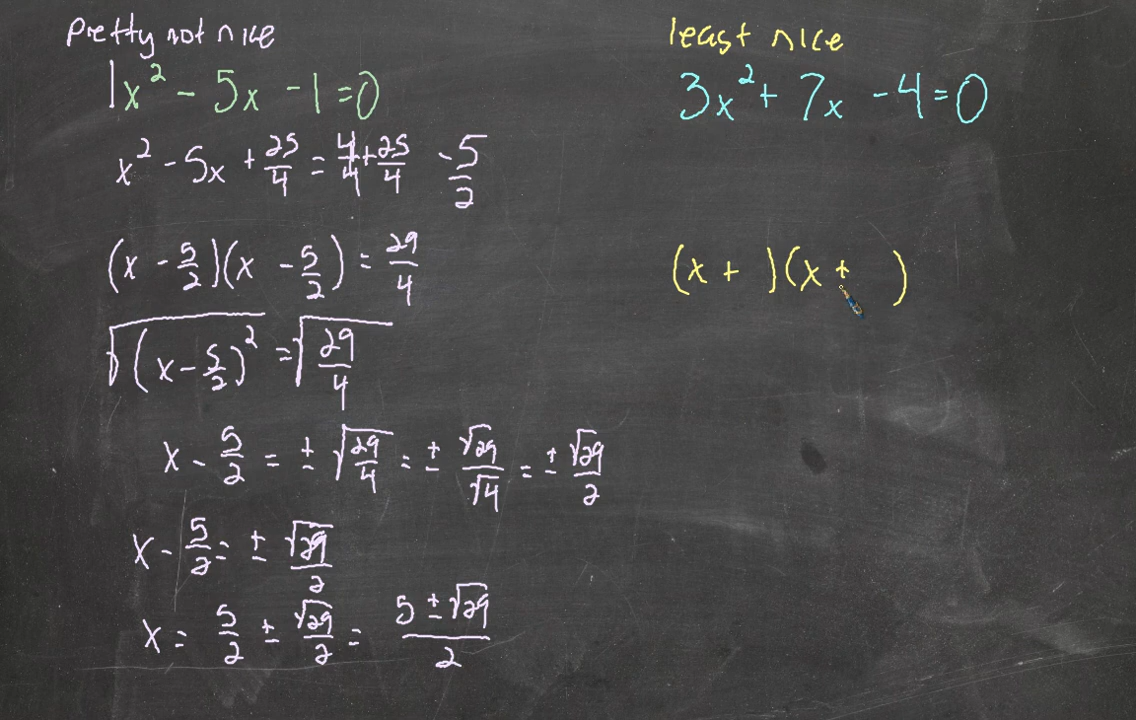 Pretty not nice
1x² - 5x - 1 = 0
x² - 5x + 25/4 = 4/4 + 25/4 -5/2
(x - 5/2)(x - 5/2) = 29/4
√(x - 5/2)² = √29/4
x - 5/2 = ± √29/4 = ± √29/√4 = ± √29/2
x - 5/2 = ± √29/2
x = 5/2 ± √29/2 = 5 ± √29/2
least nice
3x² + 7x - 4 = 0
(x + )(x + )